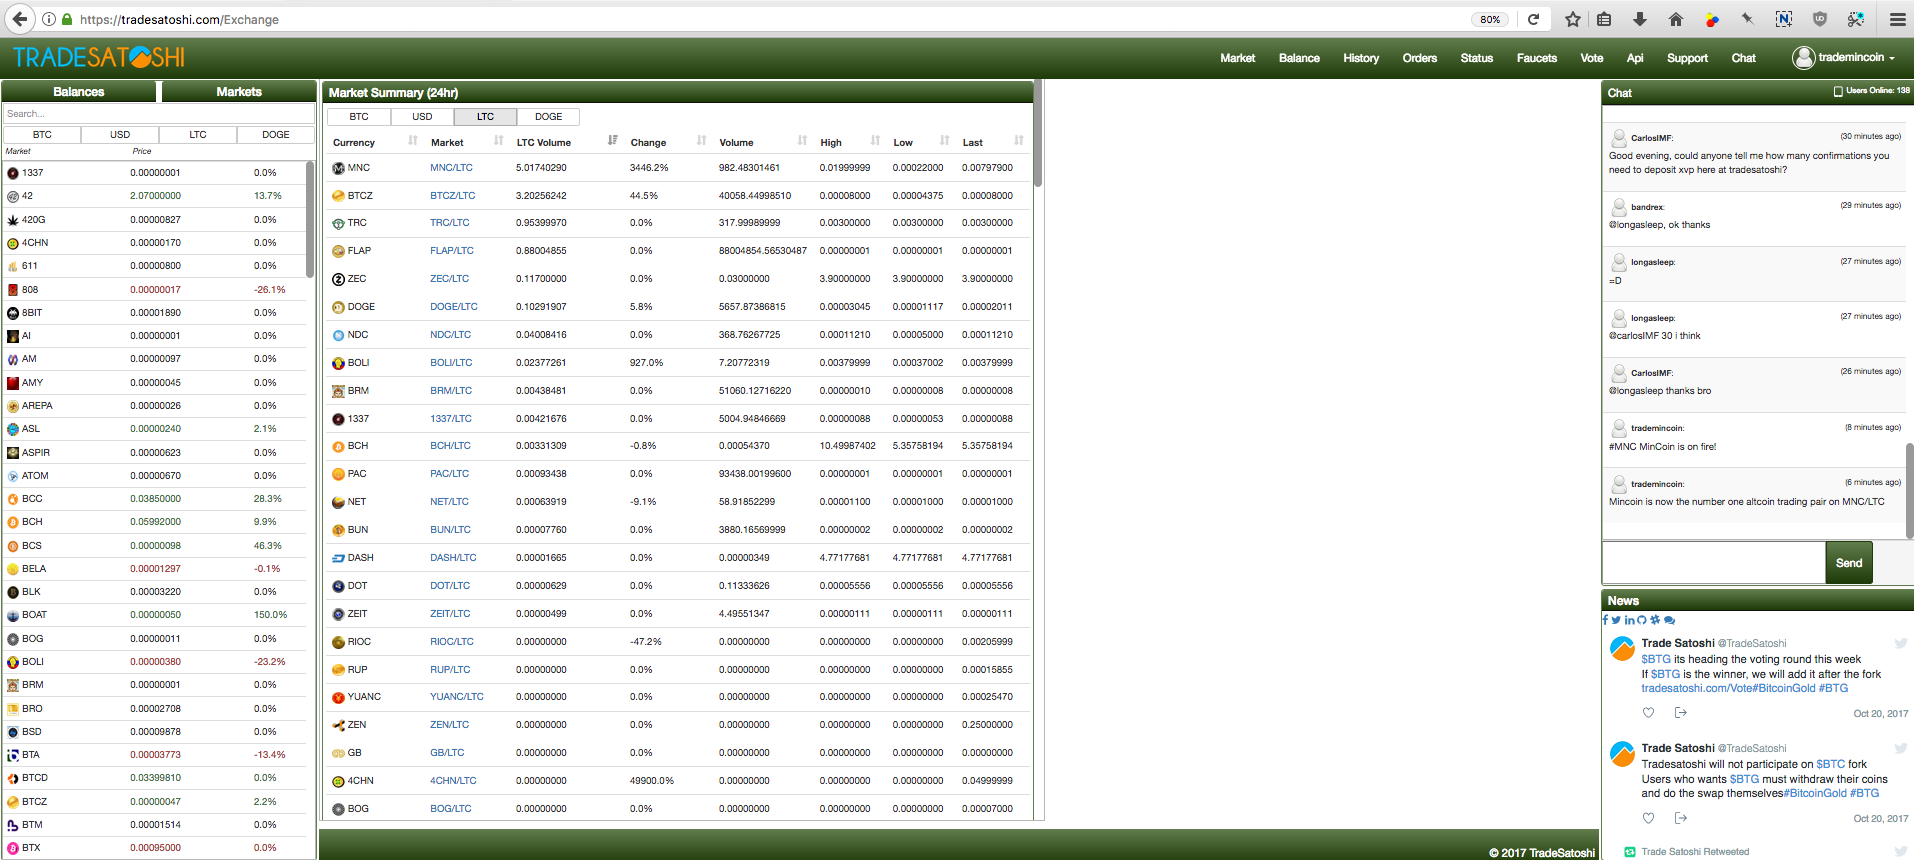 https://tradesatoshi.com/Exchange
80%
TRADESATOSHI
Market Balance History Orders Status Faucets Vote Api Support Chat trademincoin
Balances Markets
Search...
BTC USD LTC DOGE
Market Price
1337 0.00000001 0.0%
42 2.07000000 13.7%
420G 0.00000827 0.0%
4CHN 0.00000170 0.0%
611 0.00000800 0.0%
808 0.00000017 -26.1%
8BIT 0.00001890 0.0%
AI 0.00000001 0.0%
AM 0.00000097 0.0%
AMY 0.00000045 0.0%
AREPA 0.00000026 0.0%
ASL 0.00000240 2.1%
ASPIR 0.00000623 0.0%
ATOM 0.00000670 0.0%
BCC 0.03850000 28.3%
BCH 0.05992000 9.9%
BCS 0.00000098 46.3%
BELA 0.00001297 -0.1%
BLK 0.00003220 0.0%
BOAT 0.00000050 150.0%
BOG 0.00000011 0.0%
BOLI 0.00000380 -23.2%
BRM 0.00000001 0.0%
BRO 0.00002708 0.0%
BSD 0.00009878 0.0%
BTA 0.00003773 -13.4%
BTCD 0.03399810 0.0%
BTCZ 0.00000047 2.2%
BTM 0.00001514 0.0%
BTX 0.00095000 0.0%
Market Summary (24hr)
BTC USD LTC DOGE
Currency Market LTC Volume Change Volume High Low Last
MNC MNC/LTC 5.01740290 3446.2% 982.48301461 0.01999999 0.00022000 0.00797900
BTCZ BTCZ/LTC 3.20256242 44.5% 40058.44998510 0.00008000 0.00004375 0.00008000
TRC TRC/LTC 0.95399970 0.0% 317.99989999 0.00300000 0.00300000 0.00300000
FLAP FLAP/LTC 0.88004855 0.0% 88004854.56530487 0.00000001 0.00000001 0.00000001
ZEC ZEC/LTC 0.11700000 0.0% 0.03000000 3.90000000 3.90000000 3.90000000
DOGE DOGE/LTC 0.10291907 5.8% 5657.87386815 0.00003045 0.00001117 0.00002011
NDC NDC/LTC 0.04008416 0.0% 368.76267725 0.00011210 0.00005000 0.00011210
BOLI BOLI/LTC 0.02377261 927.0% 7.20772319 0.00379999 0.00037002 0.00379999
BRM BRM/LTC 0.00438481 0.0% 51060.12716220 0.00000010 0.00000008 0.00000008
1337 1337/LTC 0.00421676 0.0% 5004.94846669 0.00000088 0.00000053 0.00000088
BCH BCH/LTC 0.00331309 -0.8% 0.00054370 10.49987402 5.35758194 5.35758194
PAC PAC/LTC 0.00093438 0.0% 93438.00199600 0.00000001 0.00000001 0.00000001
NET NET/LTC 0.00063919 -9.1% 58.91852299 0.00001100 0.00001000 0.00001000
BUN BUN/LTC 0.00007760 0.0% 3880.16569999 0.00000002 0.00000002 0.00000002
DASH DASH/LTC 0.00001665 0.0% 0.00000349 4.77177681 4.77177681 4.77177681
DOT DOT/LTC 0.00000629 0.0% 0.11333626 0.00005556 0.00005556 0.00005556
ZEIT ZEIT/LTC 0.00000499 0.0% 4.49551347 0.00000111 0.00000111 0.00000111
RIOC RIOC/LTC 0.00000000 -47.2% 0.00000000 0.00000000 0.00000000 0.00205999
RUP RUP/LTC 0.00000000 0.0% 0.00000000 0.00000000 0.00000000 0.00015855
YUANC YUANC/LTC 0.00000000 0.0% 0.00000000 0.00000000 0.00000000 0.00025470
ZEN ZEN/LTC 0.00000000 0.0% 0.00000000 0.00000000 0.00000000 0.25000000
GB GB/LTC 0.00000000 0.0% 0.00000000 0.00000000 0.00000000 0.00000000
4CHN 4CHN/LTC 0.00000000 49900.0% 0.00000000 0.00000000 0.00000000 0.04999999
BOG BOG/LTC 0.00000000 0.0% 0.00000000 0.00000000 0.00000000 0.00007000
© 2017 TradeSatoshi
Chat Users Online: 138
CarlosIMF: (30 minutes ago)
Good evening, could anyone tell me how many confirmations you
need to deposit xvp here at tradesatoshi?
bandrex: (29 minutes ago)
@longasleep, ok thanks
longasleep: (27 minutes ago)
=D
longasleep: (27 minutes ago)
@carlosIMF 30 i think
CarlosIMF: (26 minutes ago)
@longasleep thanks bro
trademincoin: (8 minutes ago)
#MNC MinCoin is on fire!
trademincoin: (6 minutes ago)
Mincoin is now the number one altcoin trading pair on MNC/LTC
Send
News
Trade Satoshi @TradeSatoshi
$BTG its heading the voting round this week
If $BTG is the winner, we will add it after the fork
tradesatoshi.com/Vote#BitcoinGold #BTG
Oct 20, 2017
Trade Satoshi @TradeSatoshi
Tradesatoshi will not participate on $BTC fork
Users who wants $BTG must withdraw their coins
and do the swap themselves#BitcoinGold #BTG
Oct 20, 2017
Trade Satoshi Retweeted